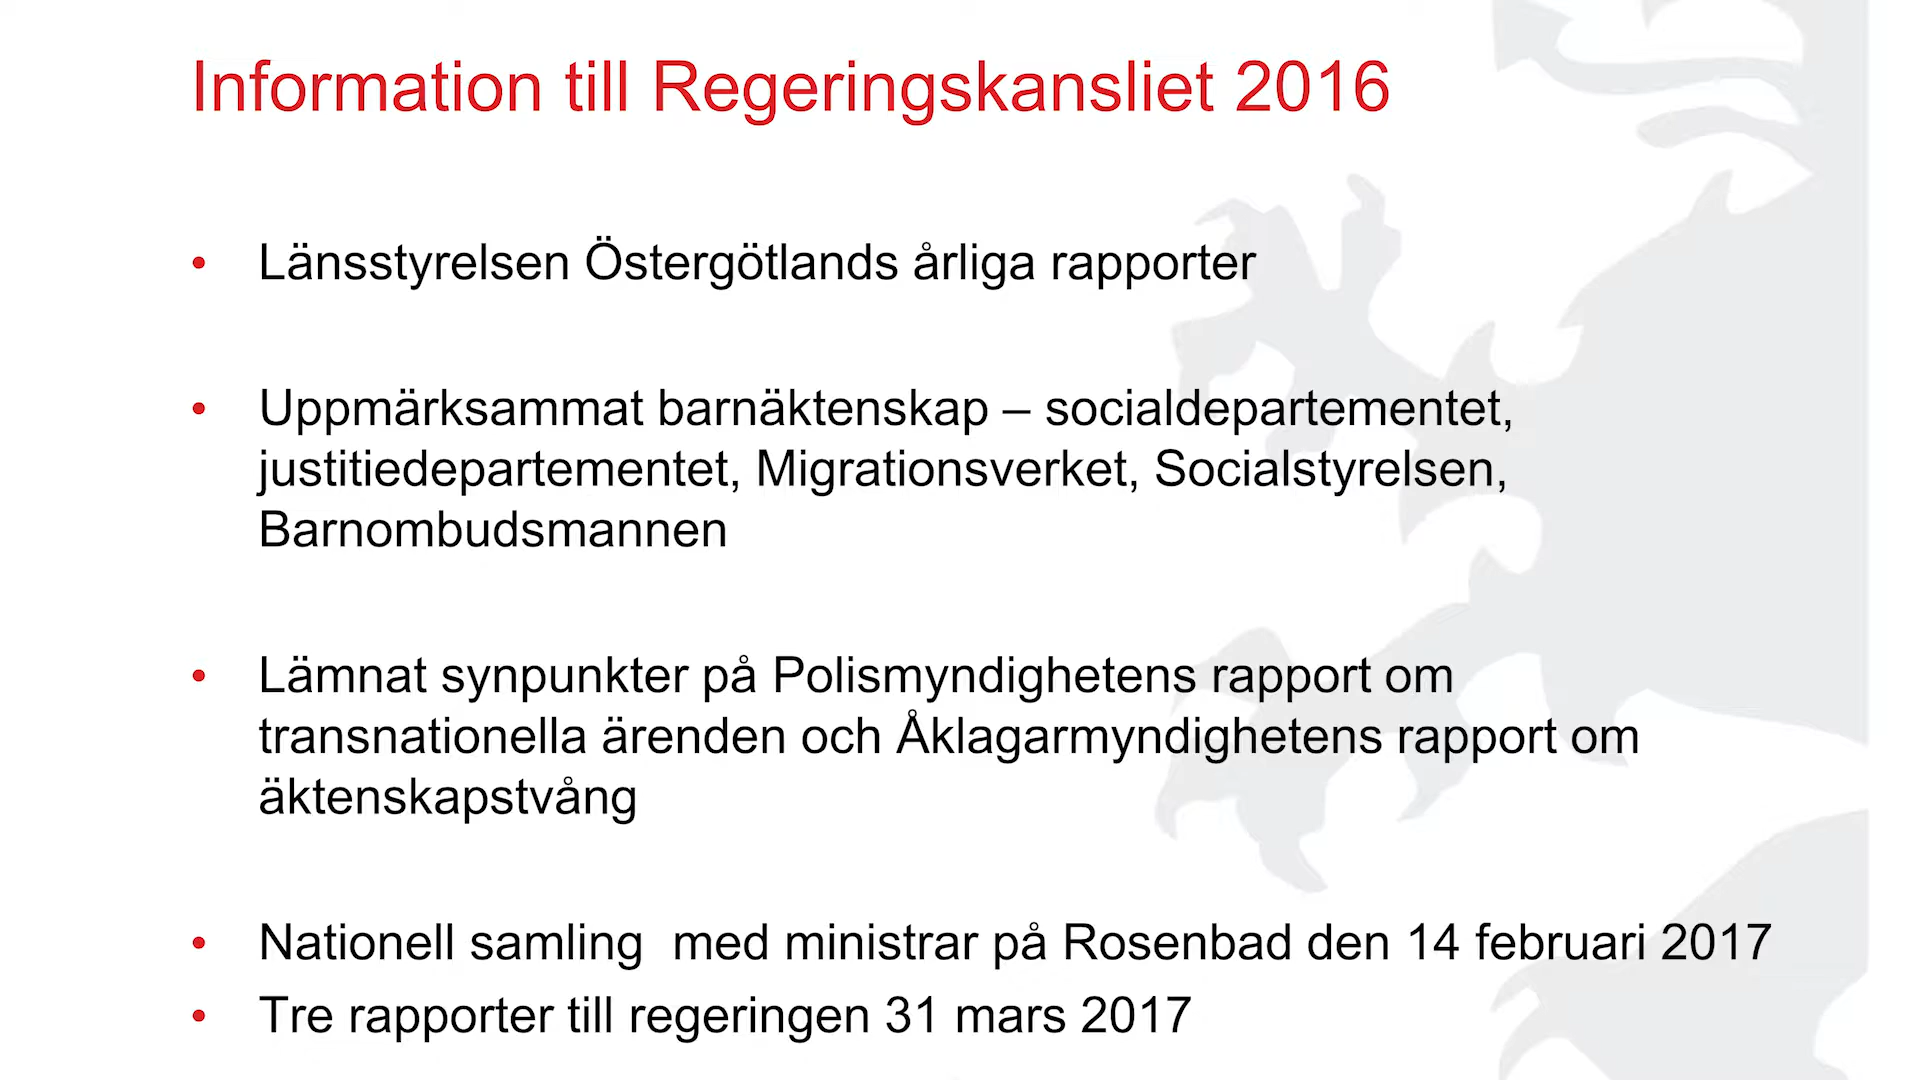 Information till Regeringskansliet 2016
• Länsstyrelsen Östergötlands årliga rapporter
• Uppmärksammat barnäktenskap – socialdepartementet,
justitiedepartementet, Migrationsverket, Socialstyrelsen,
Barnombudsmannen
• Lämnat synpunkter på Polismyndighetens rapport om
transnationella ärenden och Åklagarmyndighetens rapport om
äktenskapstvång
• Nationell samling  med ministrar på Rosenbad den 14 februari 2017
• Tre rapporter till regeringen 31 mars 2017